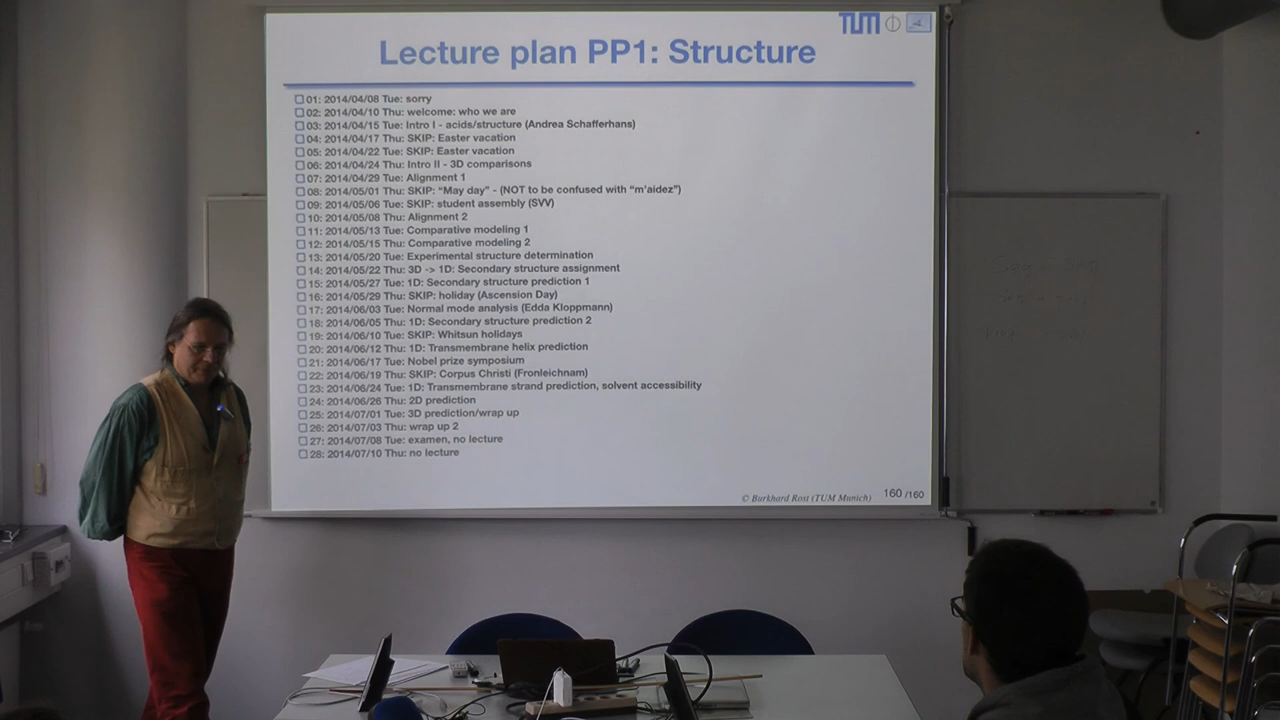 TUM
Lecture plan PP1: Structure
01: 2014/04/08 Tue: sorry
02: 2014/04/10 Thu: welcome: who we are
03: 2014/04/15 Tue: Intro I - acids/structure (Andrea Schafferhans)
04: 2014/04/17 Thu: SKIP: Easter vacation
05: 2014/04/22 Tue: SKIP: Easter vacation
06: 2014/04/24 Thu: Intro II - 3D comparisons
07: 2014/04/29 Tue: Alignment 1
08: 2014/05/01 Thu: SKIP: “May day” - (NOT to be confused with “m’aidez”)
09: 2014/05/06 Tue: SKIP: student assembly (SVV)
10: 2014/05/08 Thu: Alignment 2
11: 2014/05/13 Tue: Comparative modeling 1
12: 2014/05/15 Thu: Comparative modeling 2
13: 2014/05/20 Tue: Experimental structure determination
14: 2014/05/22 Thu: 3D -> 1D: Secondary structure assignment
15: 2014/05/27 Tue: 1D: Secondary structure prediction 1
16: 2014/05/29 Thu: SKIP: holiday (Ascension Day)
17: 2014/06/03 Tue: Normal mode analysis (Edda Kloppmann)
18: 2014/06/05 Thu: 1D: Secondary structure prediction 2
19: 2014/06/10 Tue: SKIP: Whitsun holidays
20: 2014/06/12 Thu: 1D: Transmembrane helix prediction
21: 2014/06/17 Tue: Nobel prize symposium
22: 2014/06/19 Thu: SKIP: Corpus Christi (Fronleichnam)
23: 2014/06/24 Tue: 1D: Transmembrane strand prediction, solvent accessibility
24: 2014/06/26 Thu: 2D prediction
25: 2014/07/01 Tue: 3D prediction/wrap up
26: 2014/07/03 Thu: wrap up 2
27: 2014/07/08 Tue: examen, no lecture
28: 2014/07/10 Thu: no lecture
© Burkhard Rost (TUM Munich) 160 /160